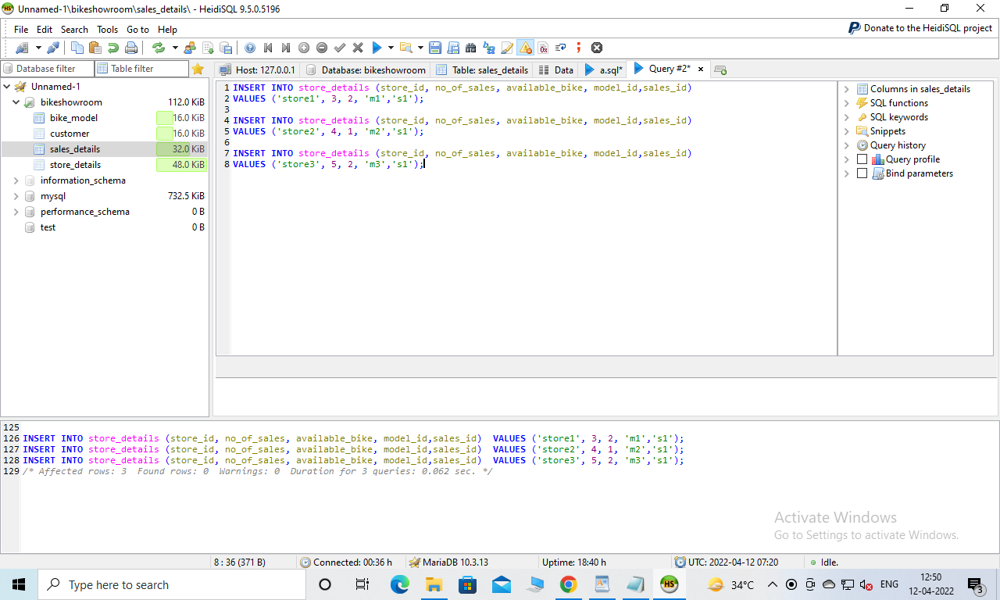 Unnamed-1\bikeshowroom\sales_details\ - HeidiSQL 9.5.0.5196
File Edit Search Tools Go to Help
Donate to the HeidiSQL project
Database filter Table filter
Host: 127.0.0.1 Database: bikeshowroom Table: sales_details Data a.sql* Query #2*
Unnamed-1
bikeshowroom 112.0 KiB
bike_model 16.0 KiB
customer 16.0 KiB
sales_details 32.0 KiB
store_details 48.0 KiB
information_schema
mysql 732.5 KiB
performance_schema 0 B
test 0 B
1 INSERT INTO store_details (store_id, no_of_sales, available_bike, model_id,sales_id)
2 VALUES ('store1', 3, 2, 'm1','s1');
3
4 INSERT INTO store_details (store_id, no_of_sales, available_bike, model_id,sales_id)
5 VALUES ('store2', 4, 1, 'm2','s1');
6
7 INSERT INTO store_details (store_id, no_of_sales, available_bike, model_id,sales_id)
8 VALUES ('store3', 5, 2, 'm3','s1');
Columns in sales_details
SQL functions
SQL keywords
Snippets
Query history
Query profile
Bind parameters
125
126 INSERT INTO store_details (store_id, no_of_sales, available_bike, model_id,sales_id)  VALUES ('store1', 3, 2, 'm1','s1');
127 INSERT INTO store_details (store_id, no_of_sales, available_bike, model_id,sales_id)  VALUES ('store2', 4, 1, 'm2','s1');
128 INSERT INTO store_details (store_id, no_of_sales, available_bike, model_id,sales_id)  VALUES ('store3', 5, 2, 'm3','s1');
129 /* Affected rows: 3  Found rows: 0  Warnings: 0  Duration for 3 queries: 0.062 sec. */
Activate Windows
Go to Settings to activate Windows.
8 : 36 (371 B) Connected: 00:36 h MariaDB 10.3.13 Uptime: 18:40 h UTC: 2022-04-12 07:20 Idle.
Type here to search
HS
34°C
ENG
12:50
12-04-2022
3